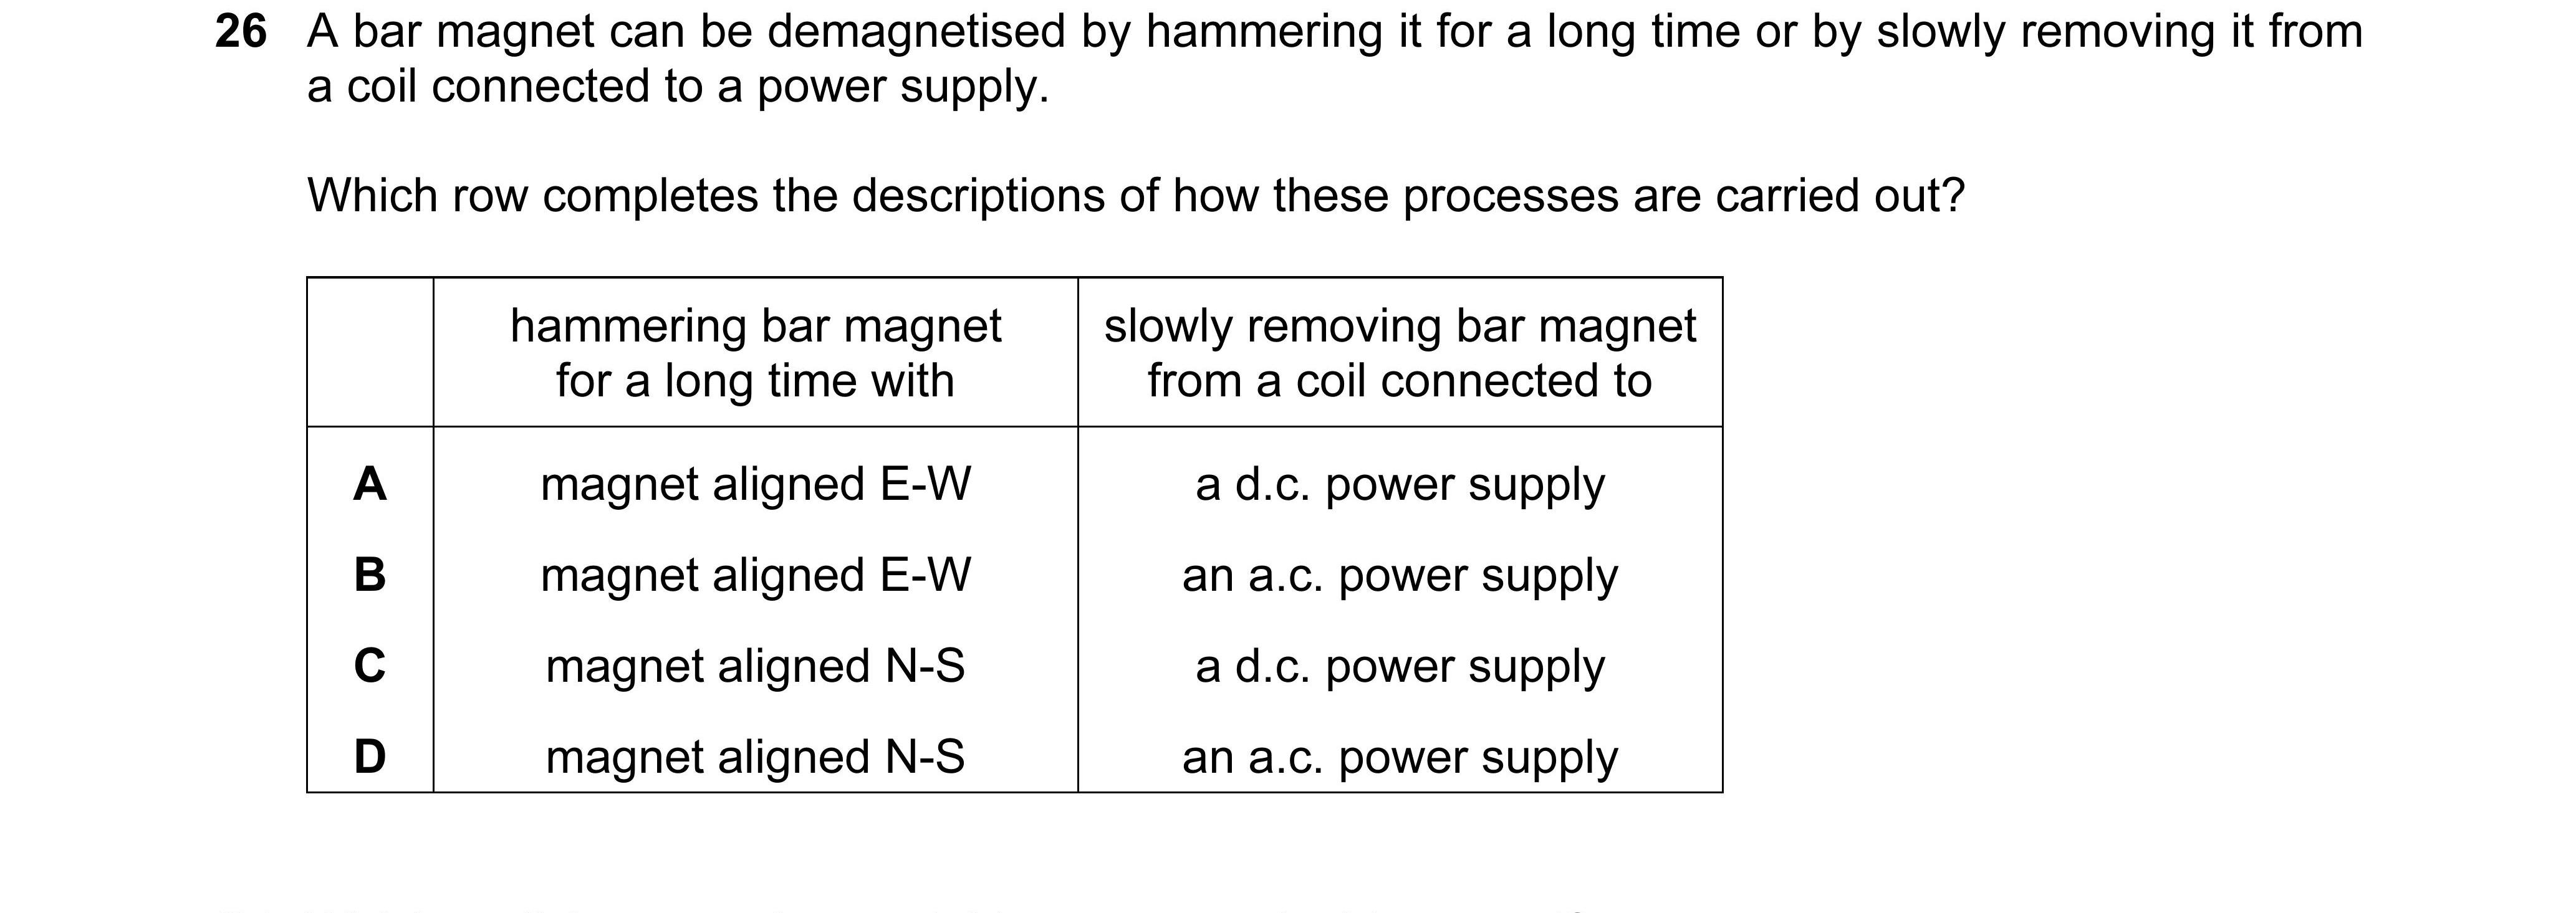 26 A bar magnet can be demagnetised by hammering it for a long time or by slowly removing it from
a coil connected to a power supply.
Which row completes the descriptions of how these processes are carried out?
hammering bar magnet
for a long time with
slowly removing bar magnet
from a coil connected to
A magnet aligned E-W a d.c. power supply
B magnet aligned E-W an a.c. power supply
C magnet aligned N-S a d.c. power supply
D magnet aligned N-S an a.c. power supply